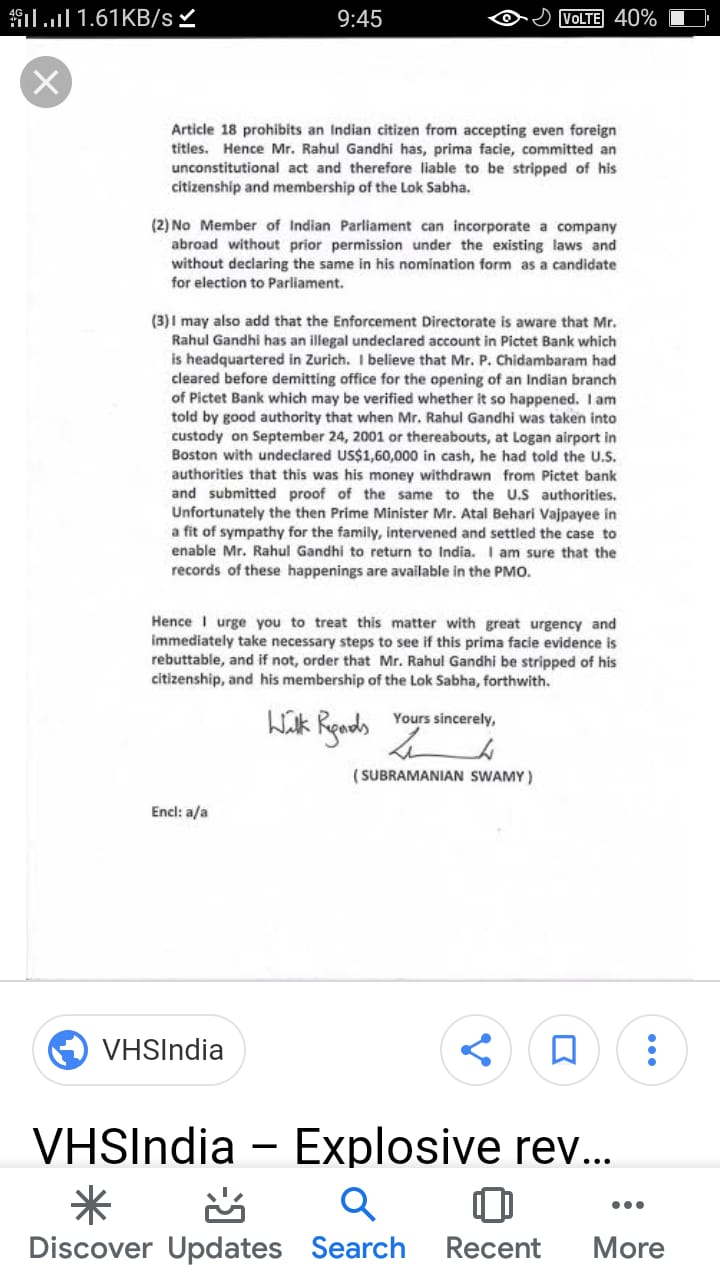 4G 1.61KB/s 9:45 VoLTE 40%
Article 18 prohibits an Indian citizen from accepting even foreign
titles. Hence Mr. Rahul Gandhi has, prima facie, committed an
unconstitutional act and therefore liable to be stripped of his
citizenship and membership of the Lok Sabha.
(2) No Member of Indian Parliament can incorporate a company
abroad without prior permission under the existing laws and
without declaring the same in his nomination form as a candidate
for election to Parliament.
(3) I may also add that the Enforcement Directorate is aware that Mr.
Rahul Gandhi has an illegal undeclared account in Pictet Bank which
is headquartered in Zurich. I believe that Mr. P. Chidambaram had
cleared before demitting office for the opening of an Indian branch
of Pictet Bank which may be verified whether it so happened. I am
told by good authority that when Mr. Rahul Gandhi was taken into
custody on September 24, 2001 or thereabouts, at Logan airport in
Boston with undeclared US$1,60,000 in cash, he had told the U.S.
authorities that this was his money withdrawn from Pictet bank
and submitted proof of the same to the U.S authorities.
Unfortunately the then Prime Minister Mr. Atal Behari Vajpayee in
a fit of sympathy for the family, intervened and settled the case to
enable Mr. Rahul Gandhi to return to India. I am sure that the
records of these happenings are available in the PMO.
Hence I urge you to treat this matter with great urgency and
immediately take necessary steps to see if this prima facie evidence is
rebuttable, and if not, order that Mr. Rahul Gandhi be stripped of his
citizenship, and his membership of the Lok Sabha, forthwith.
With Regards Yours sincerely,
( SUBRAMANIAN SWAMY )
Encl: a/a
VHSIndia
VHSIndia – Explosive rev...
Discover Updates Search Recent More